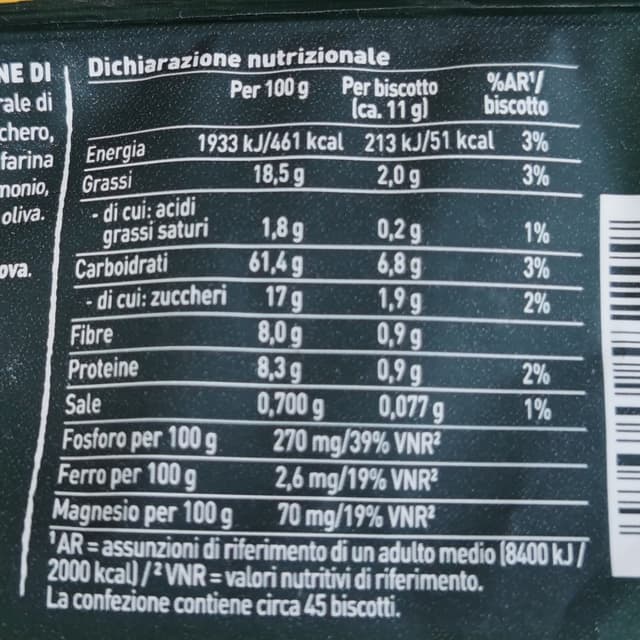 NE DI
rale di
chero,
farina
monio,
oliva.
ova.
Dichiarazione nutrizionale
Per 100 g Per biscotto (ca. 11 g) %AR¹/ biscotto
Energia 1933 kJ/461 kcal 213 kJ/51 kcal 3%
Grassi 18,5 g 2,0 g 3%
- di cui: acidi
grassi saturi 1,8 g 0,2 g 1%
Carboidrati 61,4 g 6,8 g 3%
- di cui: zuccheri 17 g 1,9 g 2%
Fibre 8,0 g 0,9 g
Proteine 8,3 g 0,9 g 2%
Sale 0,700 g 0,077 g 1%
Fosforo per 100 g 270 mg/39% VNR²
Ferro per 100 g 2,6 mg/19% VNR²
Magnesio per 100 g 70 mg/19% VNR²
¹AR = assunzioni di riferimento di un adulto medio (8400 kJ/
2000 kcal) / ² VNR = valori nutritivi di riferimento.
La confezione contiene circa 45 biscotti.